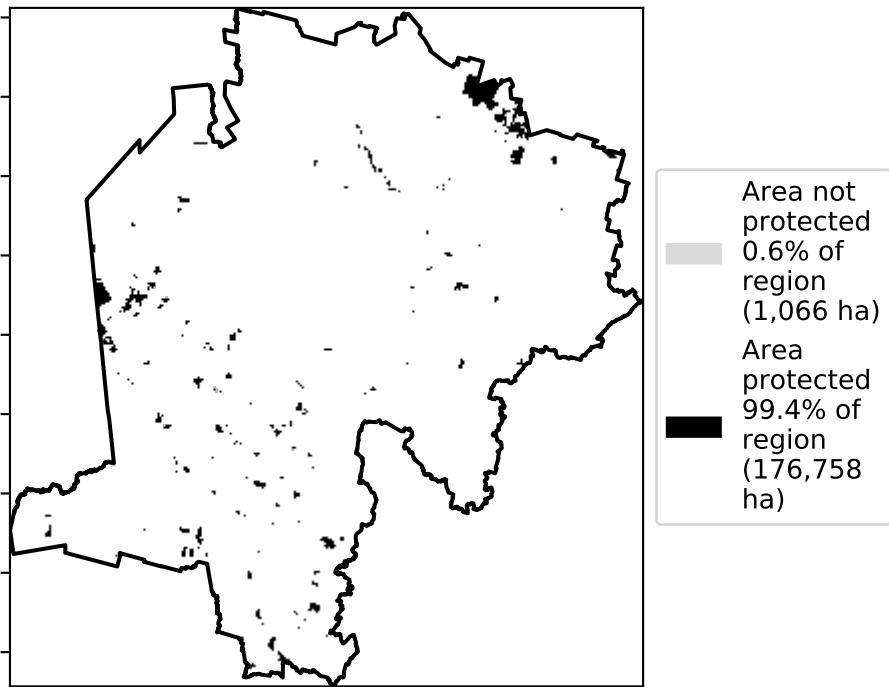 Area not
protected
0.6% of
region
(1,066 ha)
Area
protected
99.4% of
region
(176,758
ha)